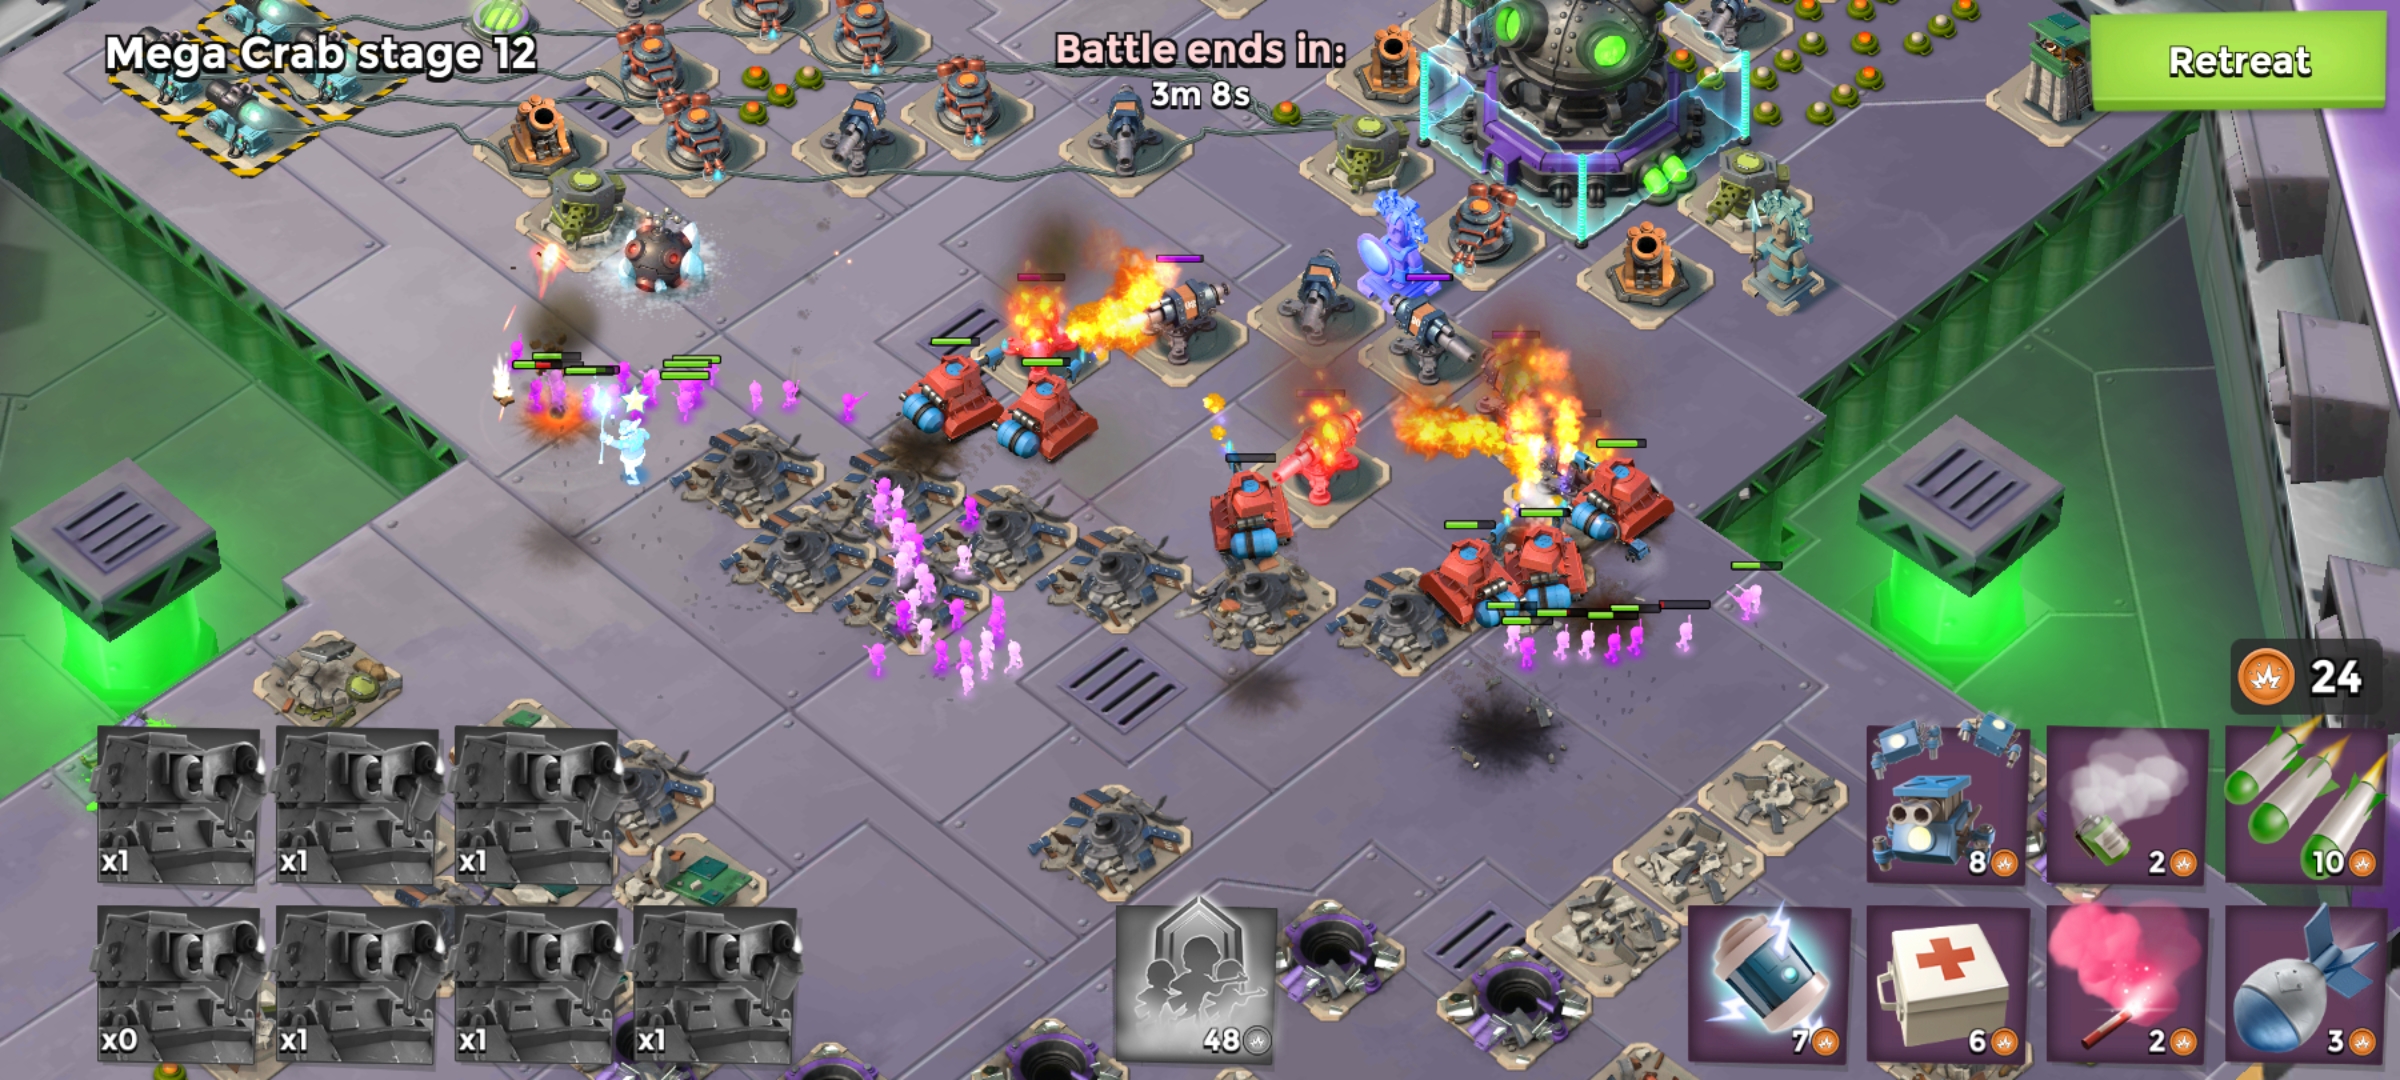 Mega Crab stage 12
Battle ends in:
3m 8s
Retreat
24
8
2
10
x1
x1
x1
x0
x1
x1
x1
48
7
6
2
3